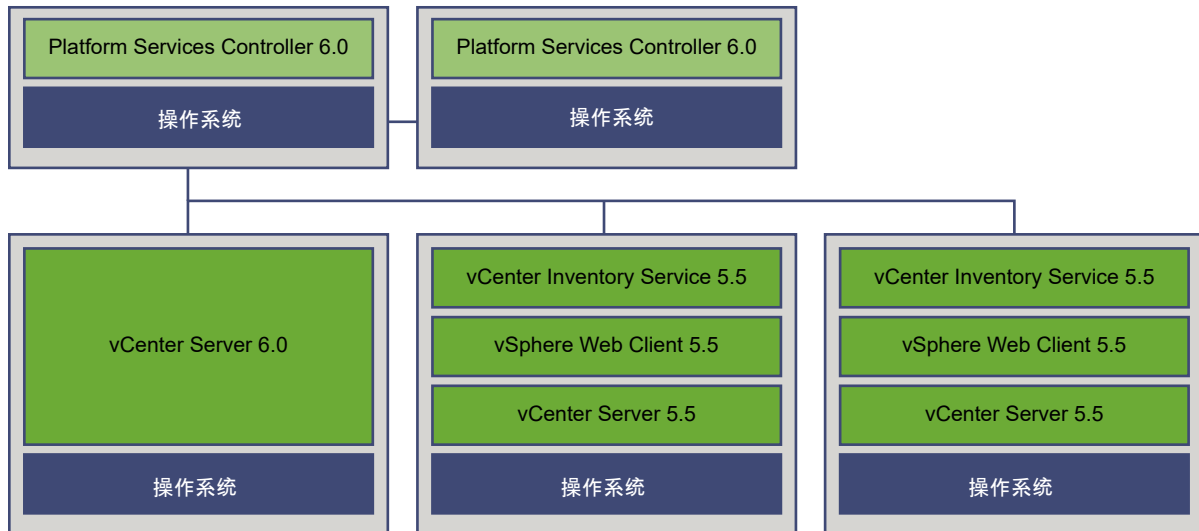 Platform Services Controller 6.0
操作系统
Platform Services Controller 6.0
操作系统
vCenter Server 6.0
操作系统
vCenter Inventory Service 5.5
vSphere Web Client 5.5
vCenter Server 5.5
操作系统
vCenter Inventory Service 5.5
vSphere Web Client 5.5
vCenter Server 5.5
操作系统